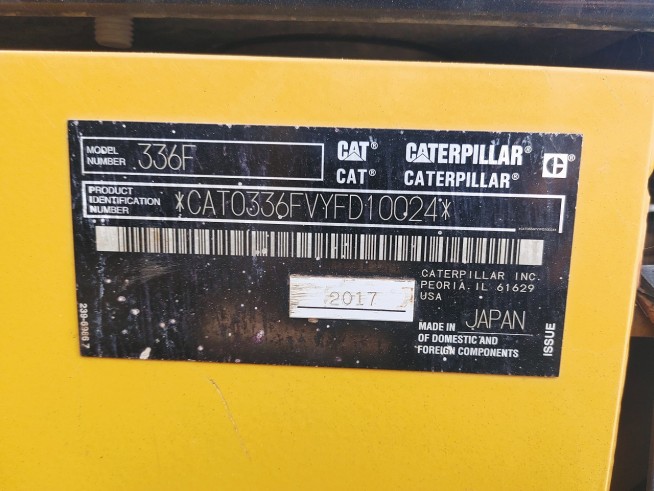 MODEL NUMBER 336F
CAT® CATERPILLAR®
CAT® CATERPILLAR®
PRODUCT IDENTIFICATION NUMBER *CAT0336FVYFD10024*
CATERPILLAR INC.
PEORIA IL 61629
USA
2017
MADE IN JAPAN
OF DOMESTIC AND
FOREIGN COMPONENTS
ISSUE